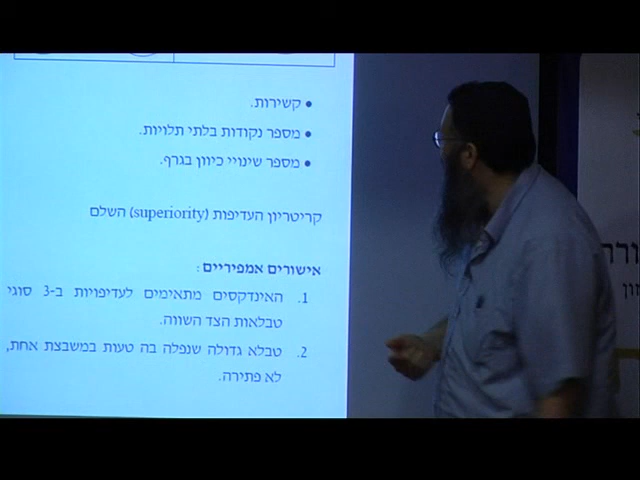 • קשירות.
• מספר נקודות בלתי תלויות.
• מספר שינויי כיוון בגרף.
קריטריון העדיפות (superiority) השלם
אישורים אמפיריים:
1. האינדקסים מתאימים לעדיפויות ב-3 סוגי
טבלאות הצד השווה.
2. טבלא גדולה שנפלה בה טעות במשבצת אחת,
לא פתירה.